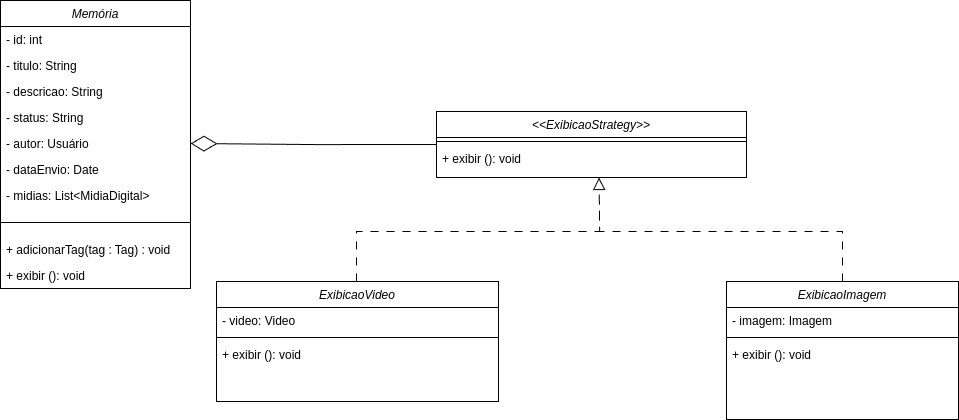 Memória
- id: int
- titulo: String
- descricao: String
- status: String
- autor: Usuário
- dataEnvio: Date
- midias: List<MidiaDigital>
+ adicionarTag(tag : Tag) : void
+ exibir (): void
<<ExibicaoStrategy>>
+ exibir (): void
ExibicaoVideo
- video: Video
+ exibir (): void
ExibicaoImagem
- imagem: Imagem
+ exibir (): void